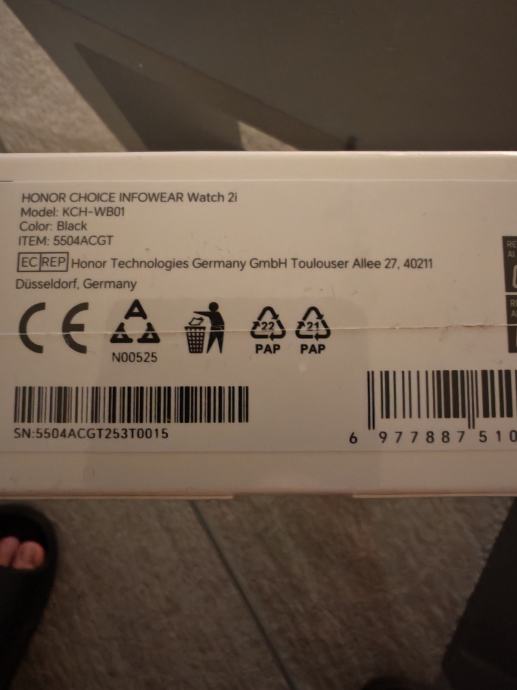 HONOR CHOICE INFOWEAR Watch 2i
Model: KCH-WB01
Color: Black
ITEM: 5504ACGT
EC REP Honor Technologies Germany GmbH Toulouser Allee 27, 40211
Düsseldorf, Germany
CE
A
N00525
22
PAP
21
PAP
SN:5504ACGT253T0015
6 977887 510